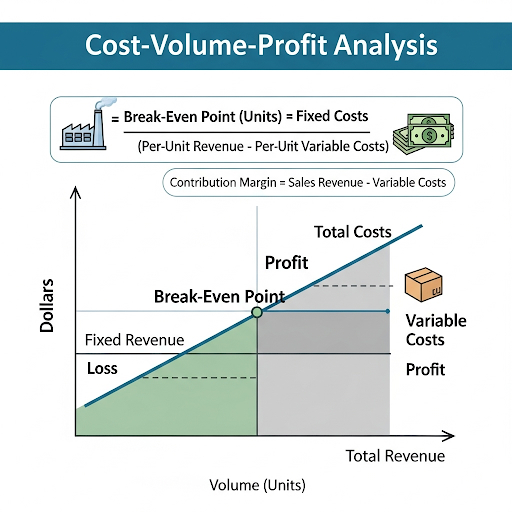 Cost-Volume-Profit Analysis
= Break-Even Point (Units) = Fixed Costs
(Per-Unit Revenue - Per-Unit Variable Costs)
Contribution Margin = Sales Revenue - Variable Costs
Total Costs
Profit
Break-Even Point
Dollars
Variable
Costs
Fixed Revenue
Loss
Profit
Total Revenue
Volume (Units)